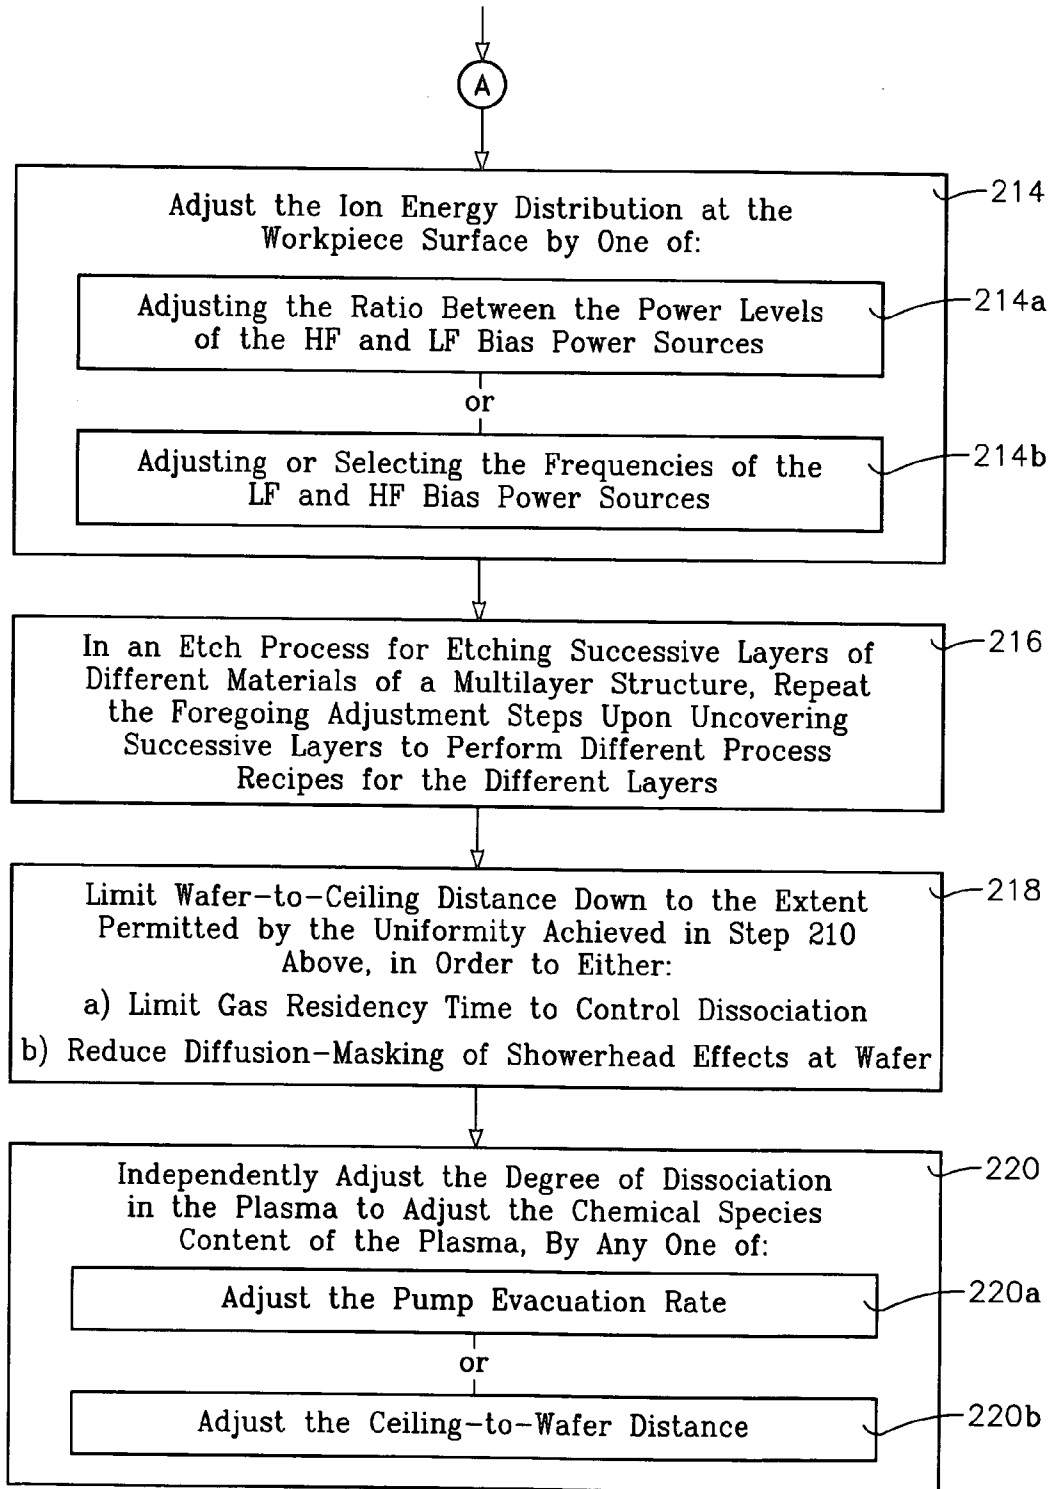 A
214
Adjust the Ion Energy Distribution at the
Workpiece Surface by One of:
Adjusting the Ratio Between the Power Levels
of the HF and LF Bias Power Sources
214a
or
Adjusting or Selecting the Frequencies of the
LF and HF Bias Power Sources
214b
In an Etch Process for Etching Successive Layers of
Different Materials of a Multilayer Structure, Repeat
the Foregoing Adjustment Steps Upon Uncovering
Successive Layers to Perform Different Process
Recipes for the Different Layers
216
Limit Wafer-to-Ceiling Distance Down to the Extent
Permitted by the Uniformity Achieved in Step 210
Above, in Order to Either:
a) Limit Gas Residency Time to Control Dissociation
b) Reduce Diffusion-Masking of Showerhead Effects at Wafer
218
Independently Adjust the Degree of Dissociation
in the Plasma to Adjust the Chemical Species
Content of the Plasma, By Any One of:
220
Adjust the Pump Evacuation Rate
220a
or
Adjust the Ceiling-to-Wafer Distance
220b